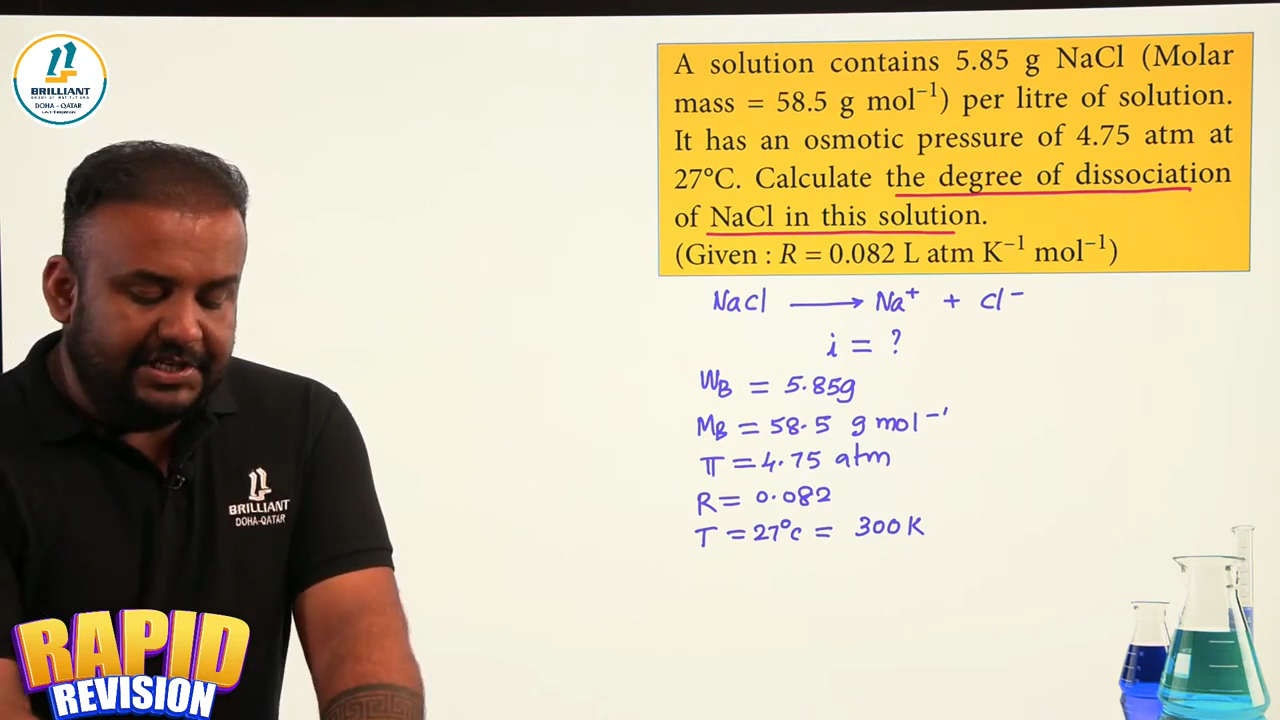 BRILLIANT
GROUP OF INSTITUTIONS
DOHA - QATAR
A solution contains 5.85 g NaCl (Molar
mass = 58.5 g mol⁻¹) per litre of solution.
It has an osmotic pressure of 4.75 atm at
27°C. Calculate the degree of dissociation
of NaCl in this solution.
(Given : R = 0.082 L atm K⁻¹ mol⁻¹)
NaCl ⟶ Na⁺ + Cl⁻
i = ?
W_B = 5.85g
M_B = 58.5 g mol⁻¹
π = 4.75 atm
R = 0.082
T = 27°C = 300 K
BRILLIANT
DOHA-QATAR
RAPID
REVISION